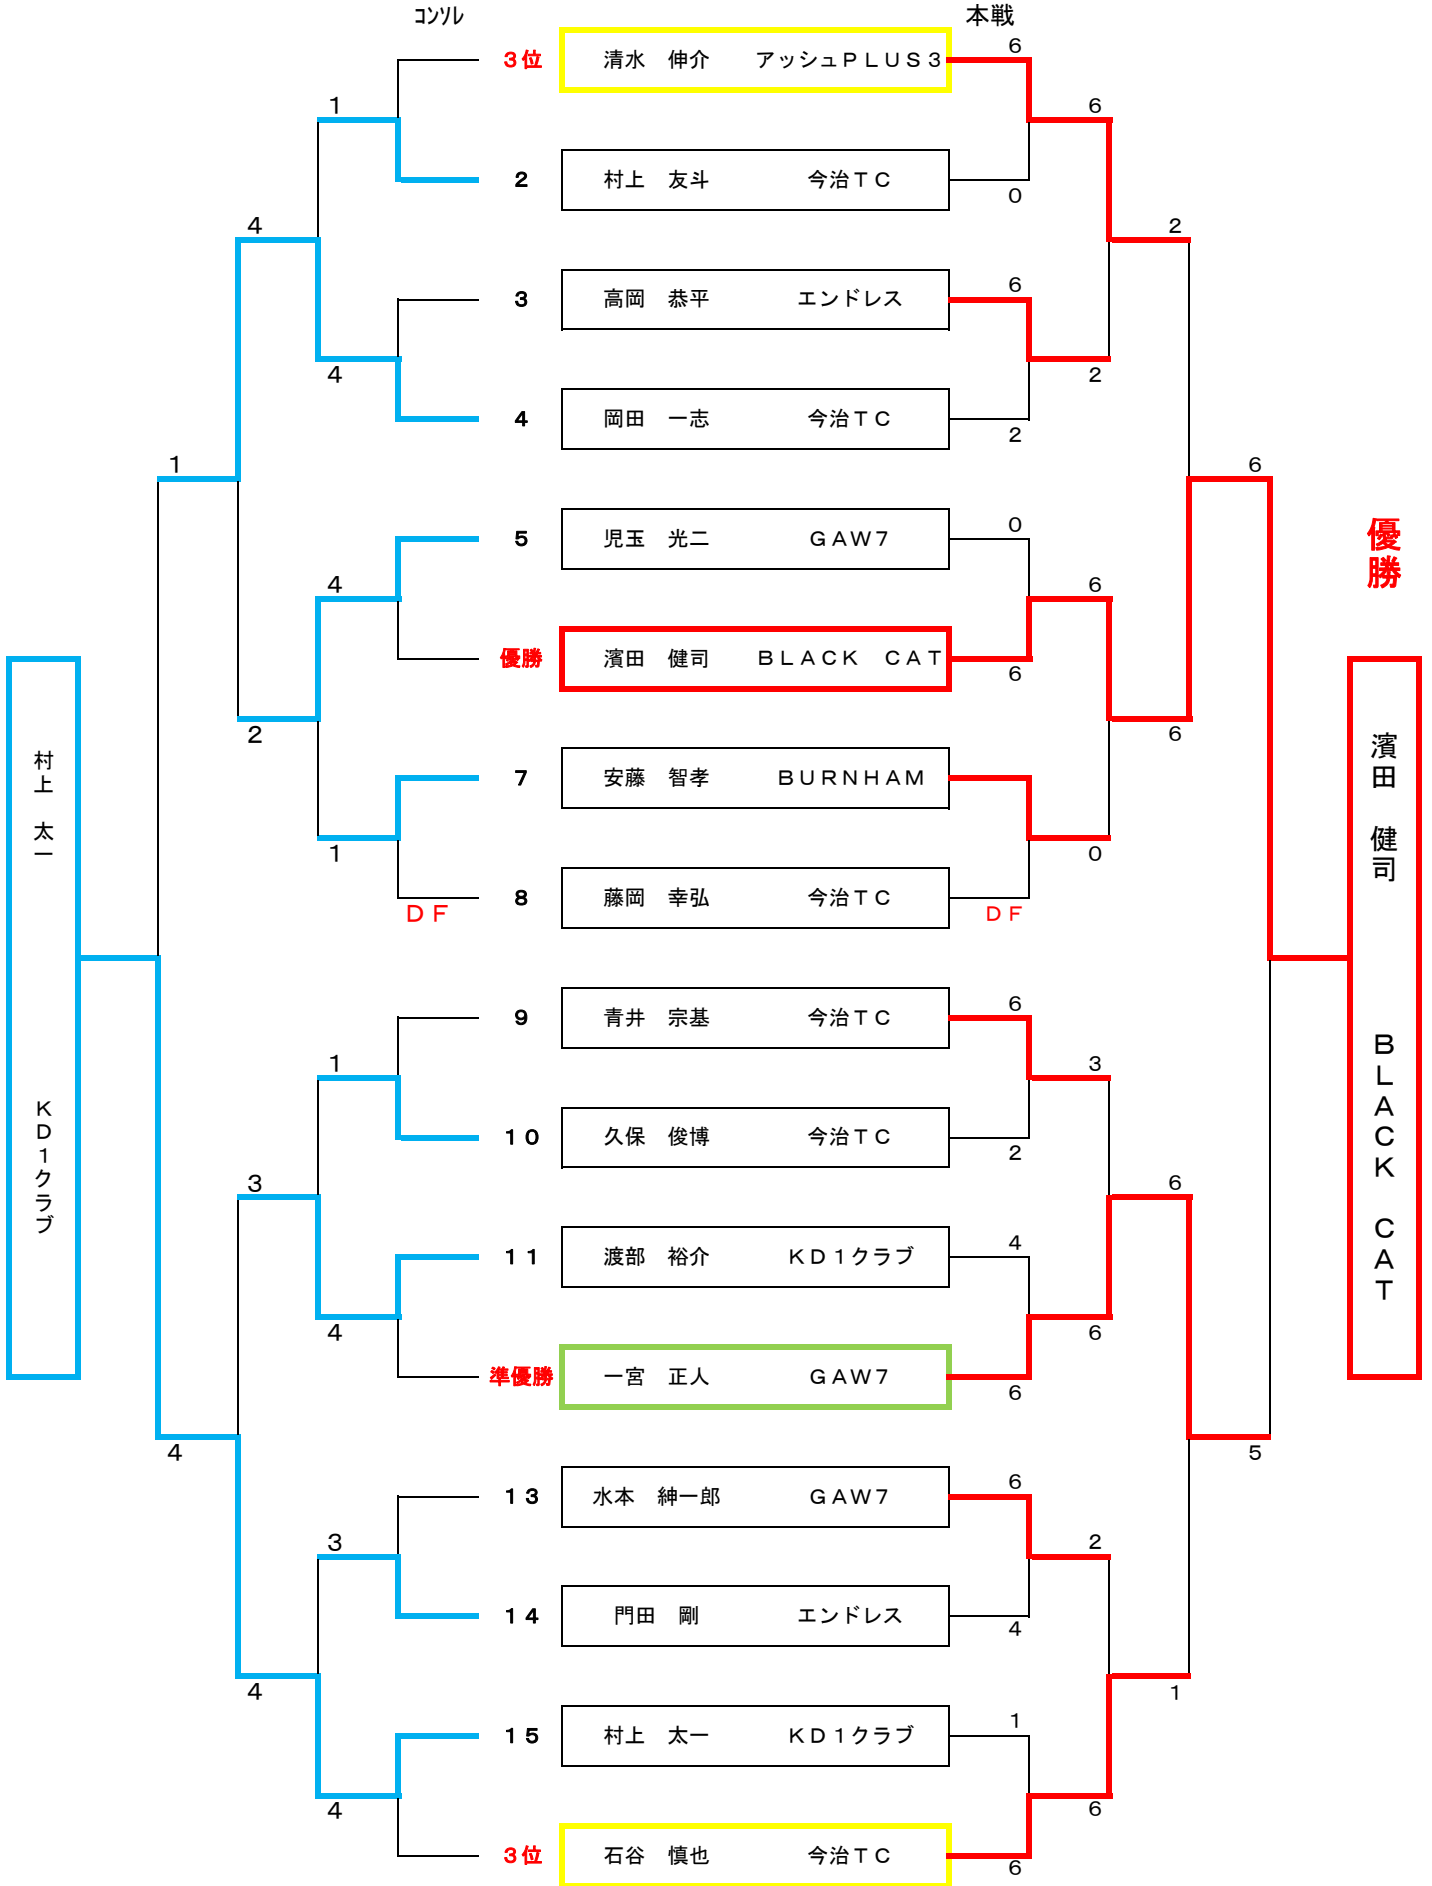 ｺﾝｿﾚ 本戦
３位 清水　伸介 アッシュＰＬＵＳ３ 6
1 6
２ 村上　友斗 今治ＴＣ 0
4 2
３ 高岡　恭平 エンドレス 6
4 2
４ 岡田　一志 今治ＴＣ 2
1 6
５ 児玉　光二 ＧＡＷ７ 0
優勝
4 6
優勝 濱田　健司 ＢＬＡＣＫ　ＣＡＴ 6
2 6
７ 安藤　智孝 ＢＵＲＮＨＡＭ
1 0
８ 藤岡　幸弘 今治ＴＣ
ＤＦ ＤＦ
村上　太一　ＫＤ１クラブ
濱田　健司　ＢＬＡＣＫ　ＣＡＴ
９ 青井　宗基 今治ＴＣ 6
1 3
１０ 久保　俊博 今治ＴＣ 2
3 6
１１ 渡部　裕介 ＫＤ１クラブ 4
4 6
準優勝 一宮　正人 ＧＡＷ７ 6
4 5
１３ 水本　紳一郎 ＧＡＷ７ 6
3 2
１４ 門田　剛 エンドレス 4
4 1
１５ 村上　太一 ＫＤ１クラブ 1
4 6
３位 石谷　慎也 今治ＴＣ 6